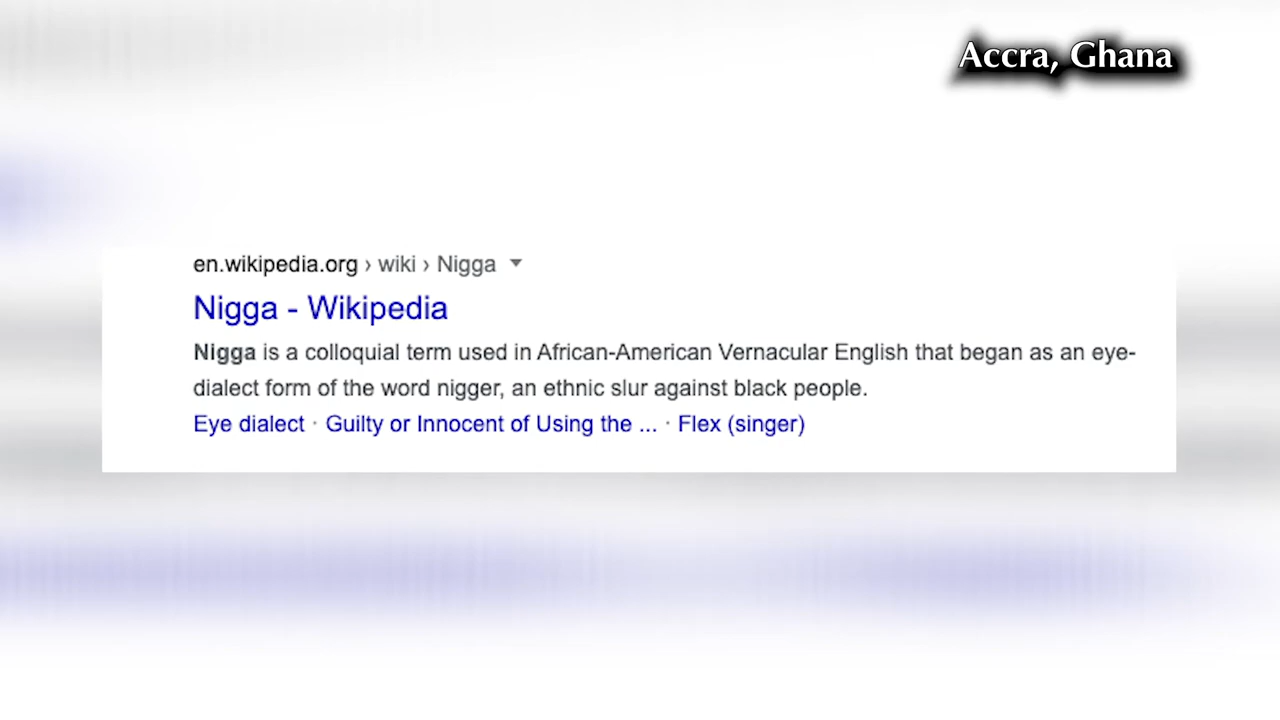 Accra, Ghana
en.wikipedia.org › wiki › Nigga ▼
Nigga - Wikipedia
Nigga is a colloquial term used in African-American Vernacular English that began as an eye-
dialect form of the word nigger, an ethnic slur against black people.
Eye dialect · Guilty or Innocent of Using the ... · Flex (singer)